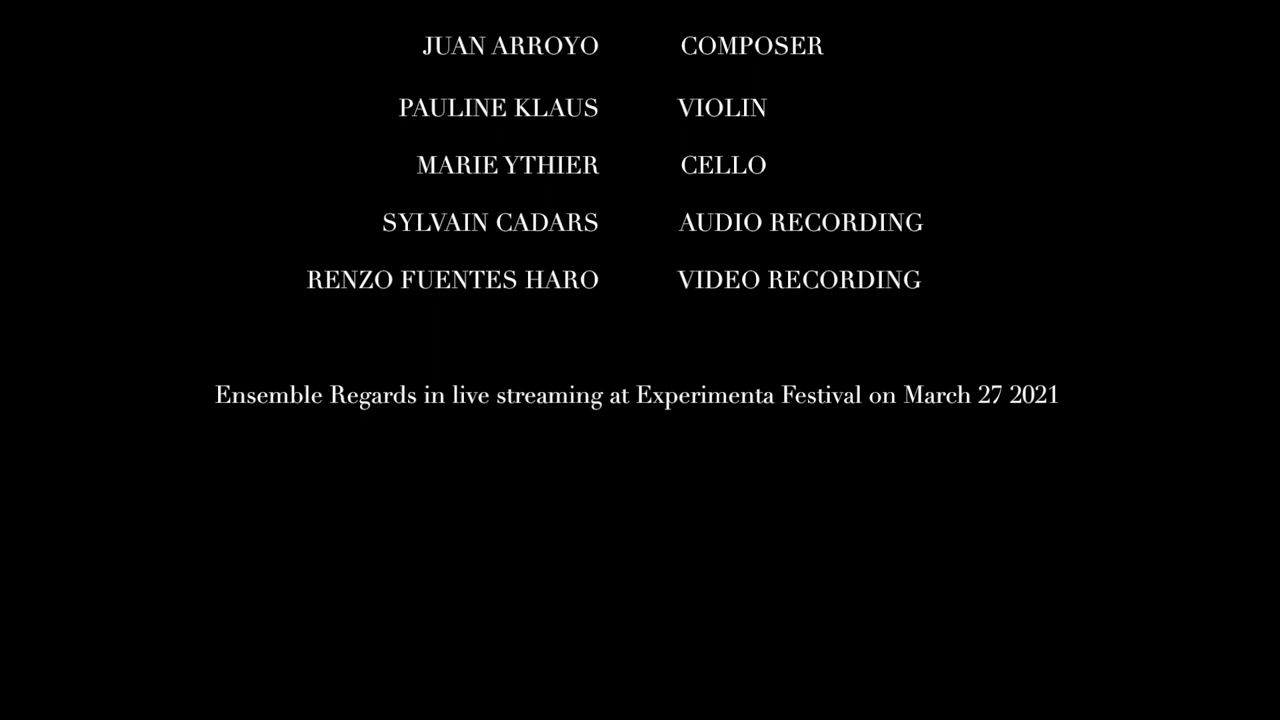 JUAN ARROYO COMPOSER
PAULINE KLAUS VIOLIN
MARIE YTHIER CELLO
SYLVAIN CADARS AUDIO RECORDING
RENZO FUENTES HARO VIDEO RECORDING
Ensemble Regards in live streaming at Experimenta Festival on March 27 2021